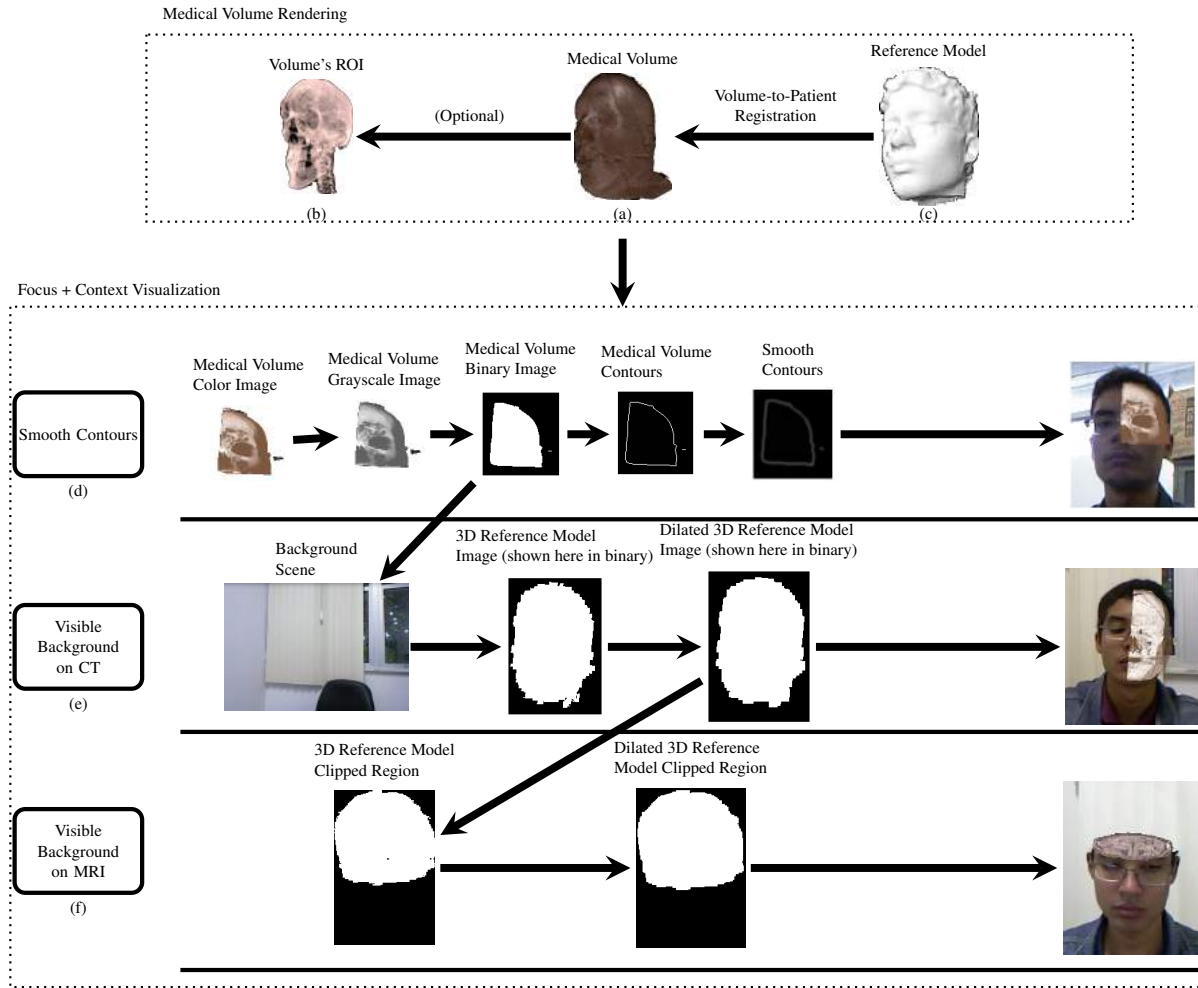 Medical Volume Rendering
Volume's ROI
Medical Volume
Reference Model
(Optional)
Volume-to-Patient
Registration
(b)
(a)
(c)
Focus + Context Visualization
Smooth Contours
(d)
Medical Volume
Color Image
Medical Volume
Grayscale Image
Medical Volume
Binary Image
Medical Volume
Contours
Smooth
Contours
Visible
Background
on CT
(e)
Background
Scene
3D Reference Model
Image (shown here in binary)
Dilated 3D Reference Model
Image (shown here in binary)
Visible
Background
on MRI
(f)
3D Reference Model
Clipped Region
Dilated 3D Reference
Model Clipped Region